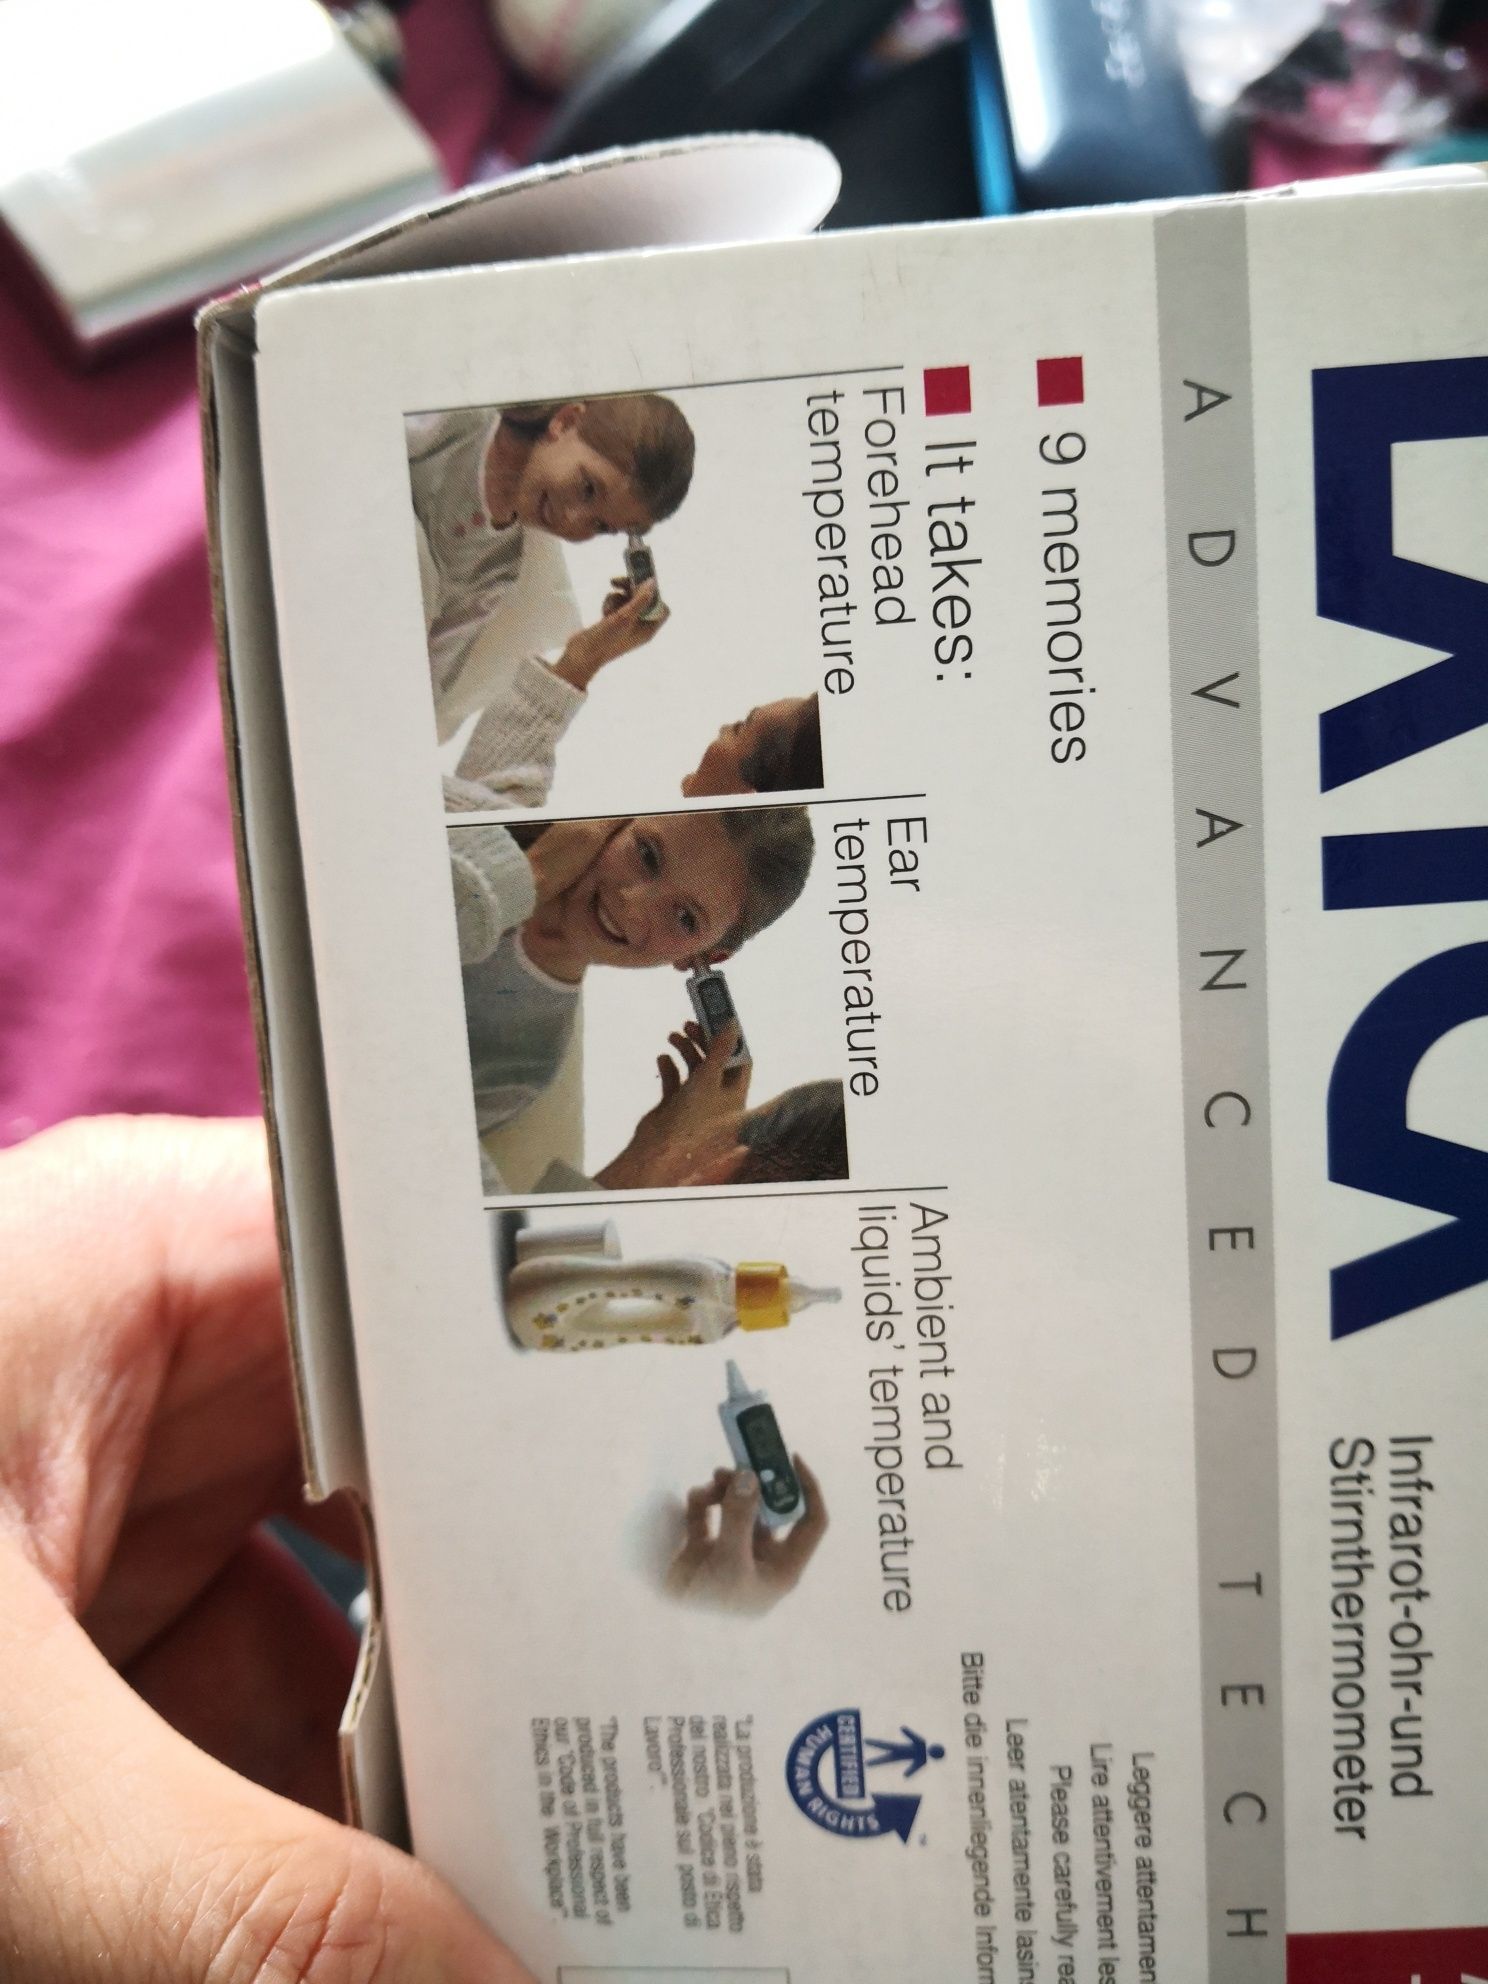 Infrarot-ohr-und
Stirnthermometer
ADVANCED TECH
9 memories
It takes:
Forehead
temperature
Ear
temperature
Ambient and
liquids' temperature
Leggere attentamen
Lire attentivement les
Please carefully rea
Leer atentamente lasins
Bitte die innenliegende Inform
CERTIFIED
HUMAN RIGHTS
"La produzione è stata
realizzata nel pieno rispetto
del nostro "Codice di Etica
Professionale sul posto di
Lavoro"".
"The products have been
produced in full respect of
our "Code of Professional
Ethics in the Workplace"".